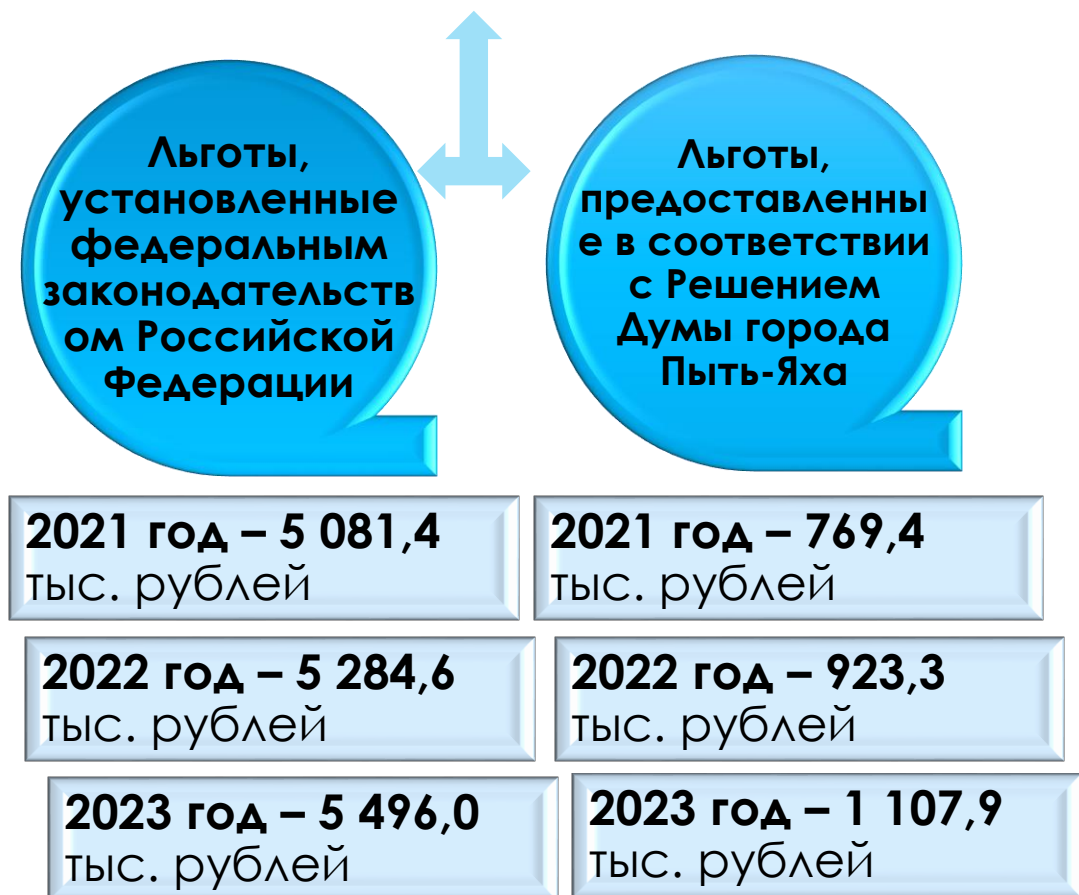 Льготы,
установленные
федеральным
законодательств
ом Российской
Федерации
Льготы,
предоставленны
е в соответствии
с Решением
Думы города
Пыть-Яха
2021 год – 5 081,4
тыс. рублей
2021 год – 769,4
тыс. рублей
2022 год – 5 284,6
тыс. рублей
2022 год – 923,3
тыс. рублей
2023 год – 5 496,0
тыс. рублей
2023 год – 1 107,9
тыс. рублей